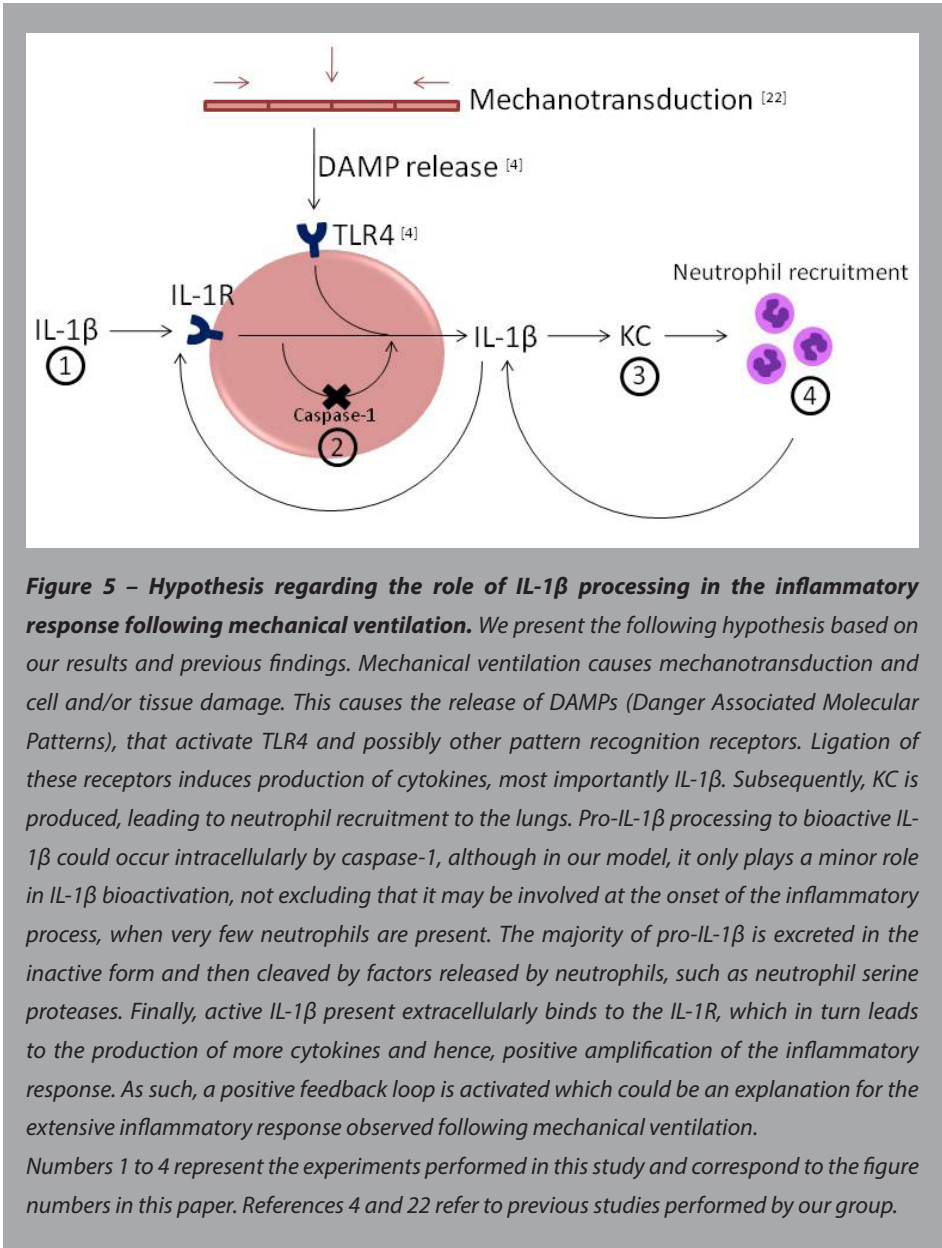 Mechanotransduction [22]
DAMP release [4]
TLR4 [4]
Neutrophil recruitment
IL-1R
IL-1β
IL-1β
KC
1
3
4
Caspase-1
2
Figure 5 – Hypothesis regarding the role of IL-1β processing in the inflammatory
response following mechanical ventilation. We present the following hypothesis based on
our results and previous findings. Mechanical ventilation causes mechanotransduction and
cell and/or tissue damage. This causes the release of DAMPs (Danger Associated Molecular
Patterns), that activate TLR4 and possibly other pattern recognition receptors. Ligation of
these receptors induces production of cytokines, most importantly IL-1β. Subsequently, KC is
produced, leading to neutrophil recruitment to the lungs. Pro-IL-1β processing to bioactive IL-
1β could occur intracellularly by caspase-1, although in our model, it only plays a minor role
in IL-1β bioactivation, not excluding that it may be involved at the onset of the inflammatory
process, when very few neutrophils are present. The majority of pro-IL-1β is excreted in the
inactive form and then cleaved by factors released by neutrophils, such as neutrophil serine
proteases. Finally, active IL-1β present extracellularly binds to the IL-1R, which in turn leads
to the production of more cytokines and hence, positive amplification of the inflammatory
response. As such, a positive feedback loop is activated which could be an explanation for the
extensive inflammatory response observed following mechanical ventilation.
Numbers 1 to 4 represent the experiments performed in this study and correspond to the figure
numbers in this paper. References 4 and 22 refer to previous studies performed by our group.